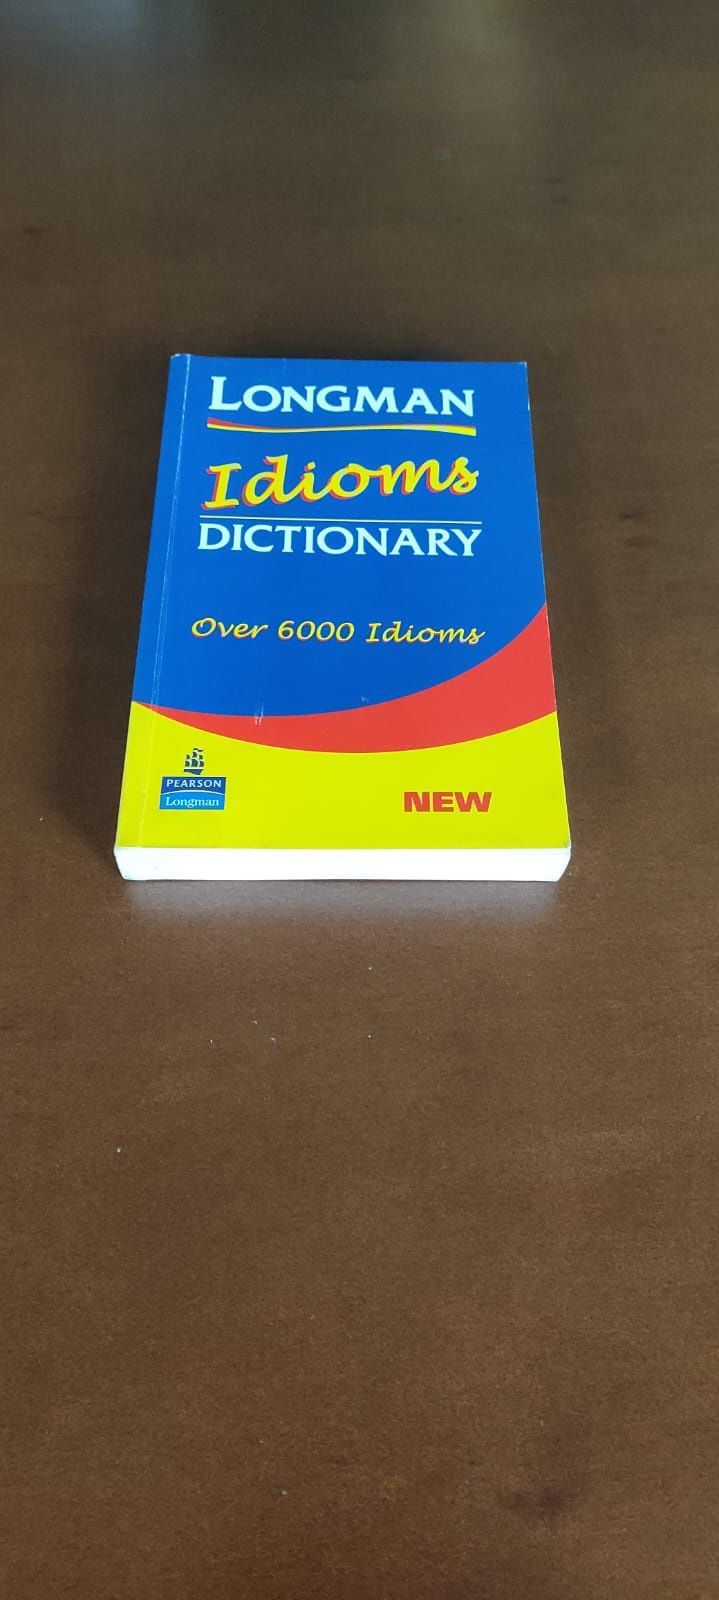 LONGMAN
Idioms
DICTIONARY
Over 6000 Idioms
PEARSON
Longman
NEW